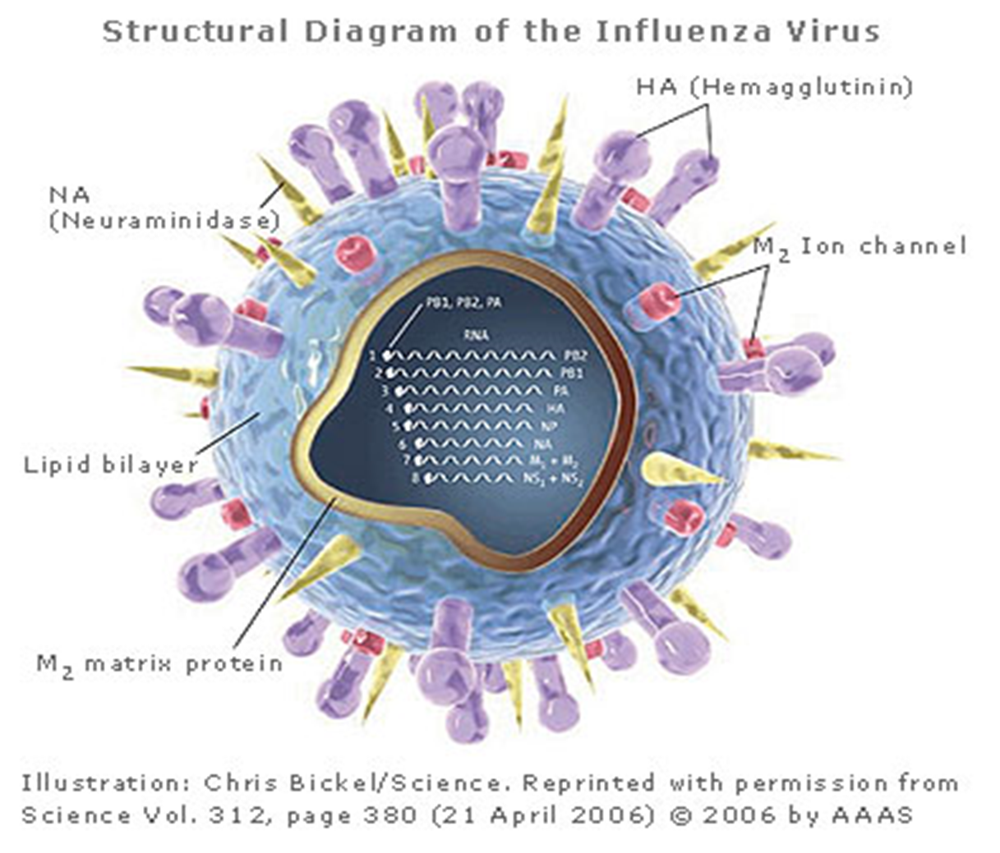 Structural Diagram of the Influenza Virus
HA (Hemagglutinin)
NA
(Neuraminidase)
M₂ Ion channel
PB1, PB2, PA
RNA
1 PB2
2 PB1
3 PA
4 HA
5 NP
6 NA
7 M₁ + M₂
8 NS₁ + NS₂
Lipid bilayer
M₂ matrix protein
Illustration: Chris Bickel/Science. Reprinted with permission from
Science Vol. 312, page 380 (21 April 2006) © 2006 by AAAS